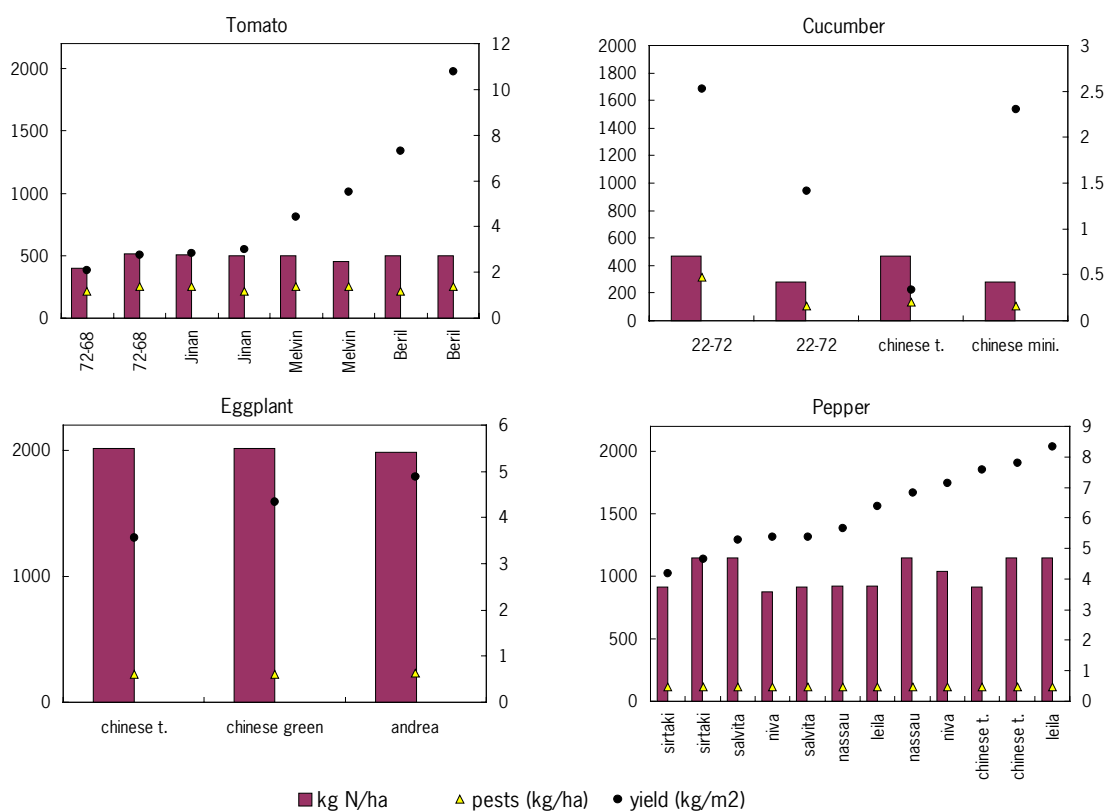 Tomato
2000
1500
1000
500
0
12
10
8
6
4
2
0
72-68
72-68
Jinan
Jinan
Melvin
Melvin
Beril
Beril
Cucumber
2000
1800
1600
1400
1200
1000
800
600
400
200
0
3
2.5
2
1.5
1
0.5
0
22-72
22-72
chinese t.
chinese mini.
Eggplant
2000
1000
0
6
5
4
3
2
1
0
chinese t.
chinese green
andrea
Pepper
2000
1500
1000
500
0
9
8
7
6
5
4
3
2
1
0
sirtaki
sirtaki
salvita
niva
salvita
nassau
leila
nassau
niva
chinese t.
chinese t.
leila
kg N/ha
pests (kg/ha)
yield (kg/m2)